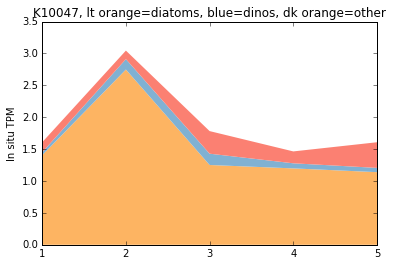 K10047, lt orange=diatoms, blue=dinos, dk orange=other
In situ TPM
3.5
3.0
2.5
2.0
1.5
1.0
0.5
0.0
1 2 3 4 5